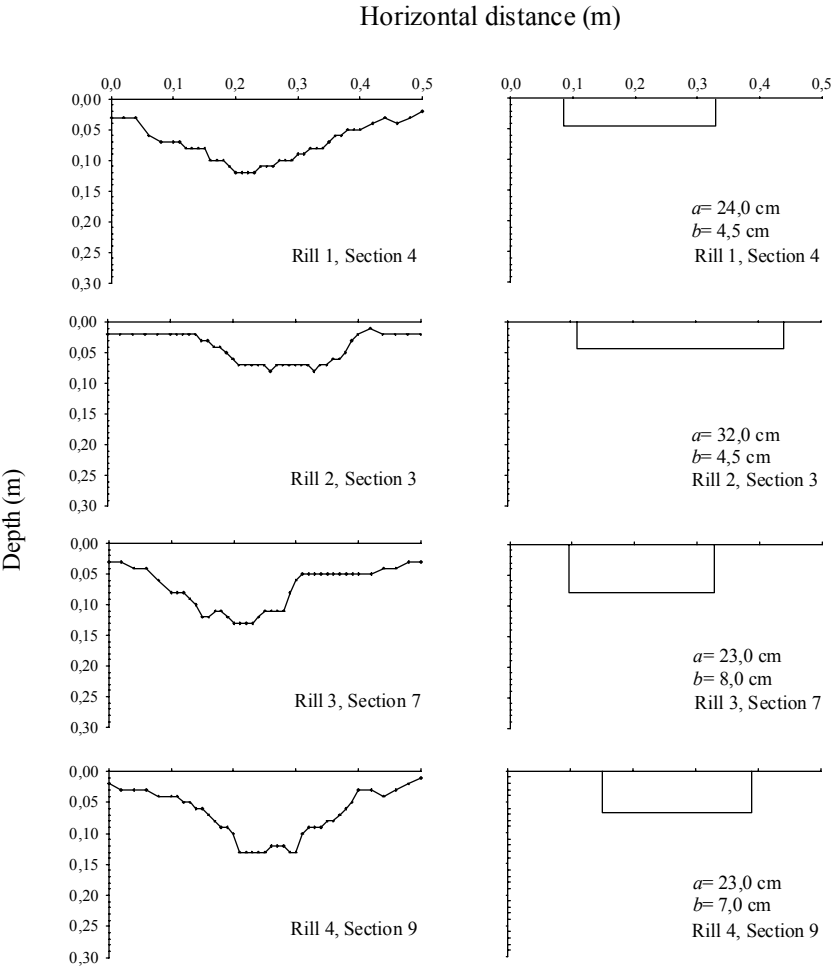 Horizontal distance (m)
0,0 0,1 0,2 0,3 0,4 0,5
0,0 0,1 0,2 0,3 0,4 0,5
0,00
0,05
0,10
0,15
0,20
0,25
0,30
Rill 1, Section 4
a= 24,0 cm
b= 4,5 cm
Rill 1, Section 4
0,00
0,05
0,10
0,15
0,20
0,25
0,30
Rill 2, Section 3
a= 32,0 cm
b= 4,5 cm
Rill 2, Section 3
Depth (m)
0,00
0,05
0,10
0,15
0,20
0,25
0,30
Rill 3, Section 7
a= 23,0 cm
b= 8,0 cm
Rill 3, Section 7
0,00
0,05
0,10
0,15
0,20
0,25
0,30
Rill 4, Section 9
a= 23,0 cm
b= 7,0 cm
Rill 4, Section 9